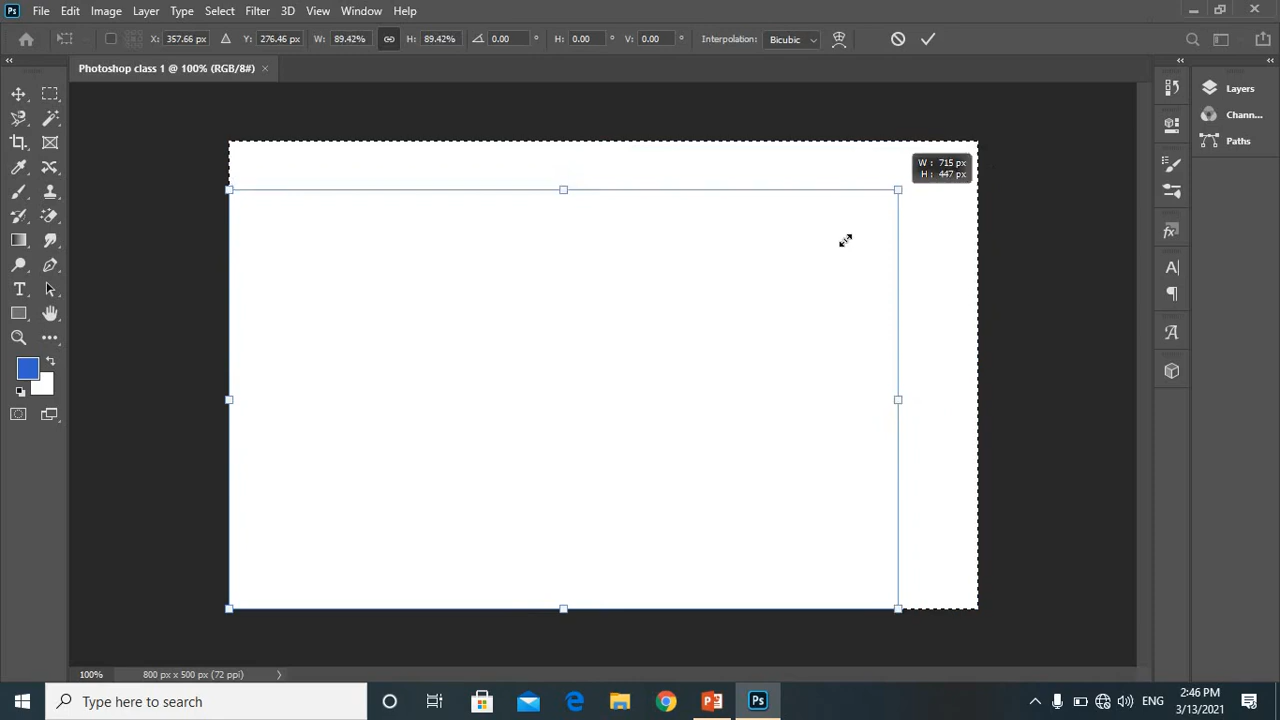 Ps File Edit Image Layer Type Select Filter 3D View Window Help
X: 357.66 px Y: 276.46 px W: 89.42% H: 89.42% 0.00 ° H: 0.00 ° V: 0.00 ° Interpolation: Bicubic
Photoshop class 1 @ 100% (RGB/8#) ×
Layers
Chann...
Paths
W : 715 px
H : 447 px
100% 800 px x 500 px (72 ppi)
Type here to search
Ps
ENG
2:46 PM
3/13/2021